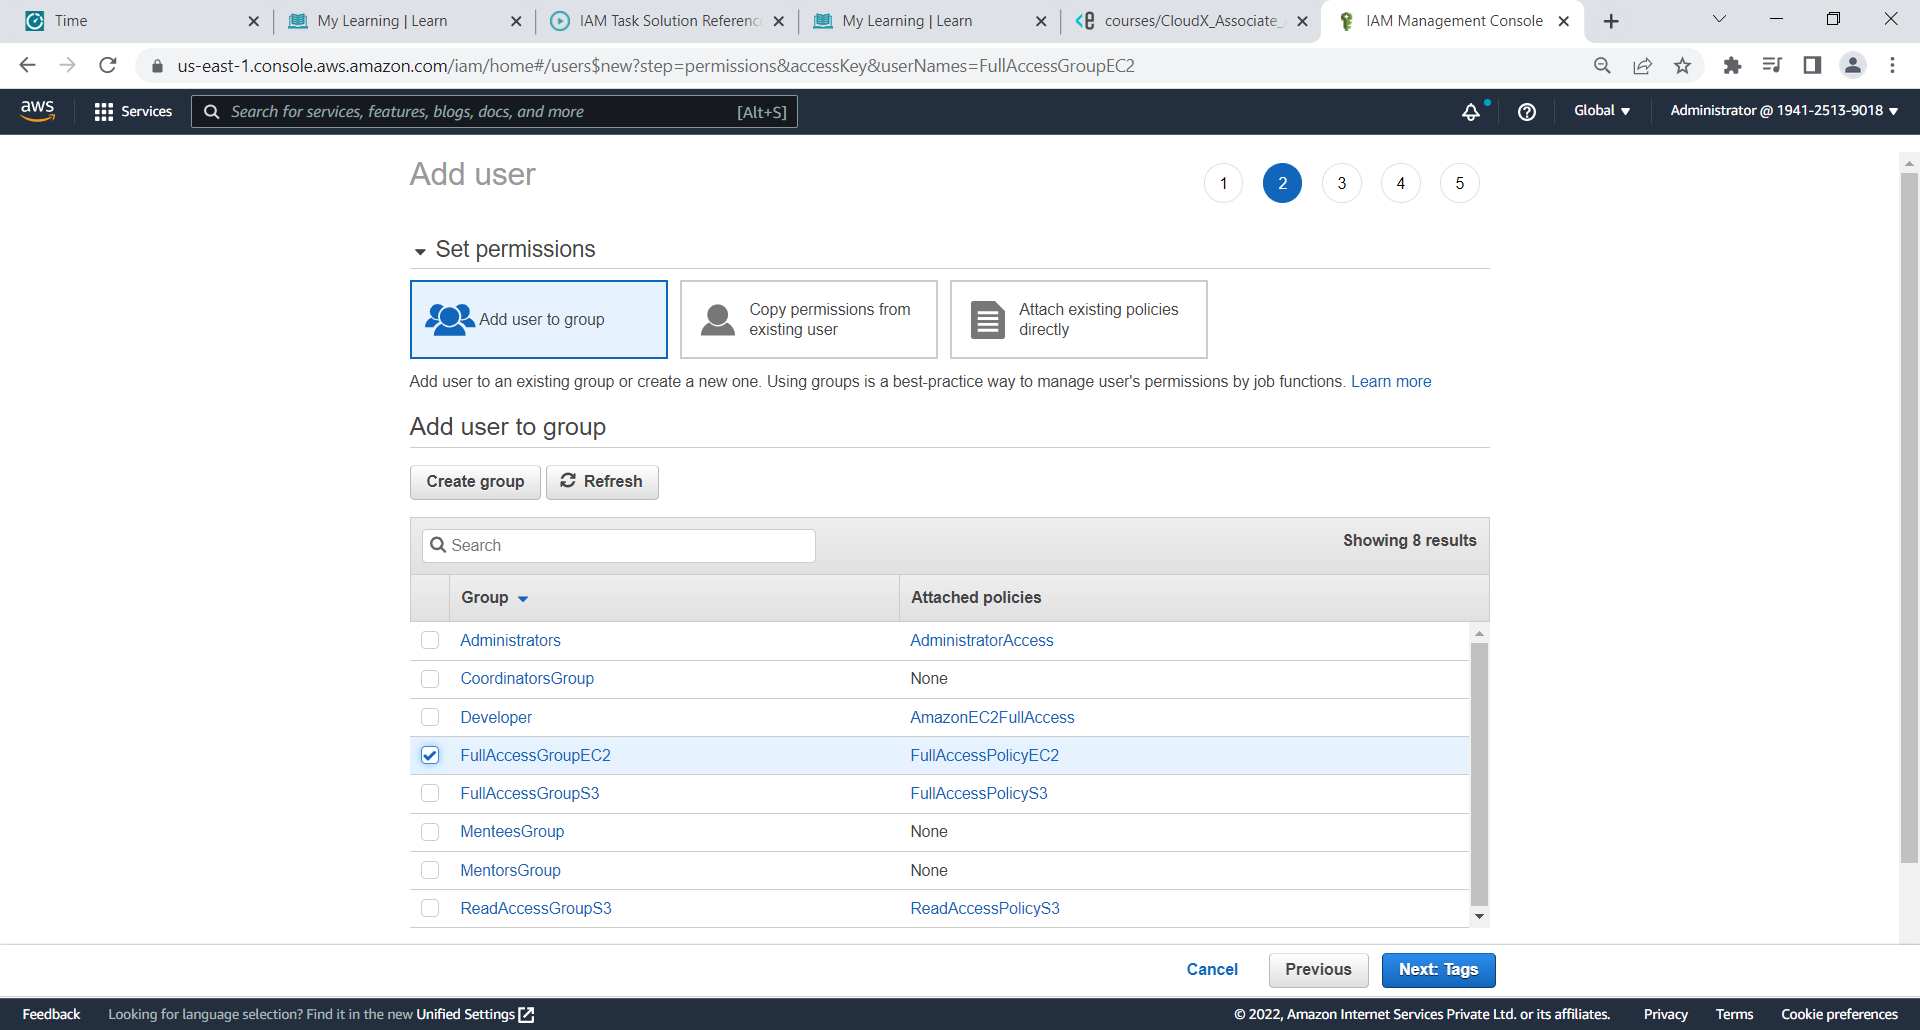 Time
My Learning | Learn
IAM Task Solution Referenc
My Learning | Learn
courses/CloudX_Associate_
IAM Management Console
us-east-1.console.aws.amazon.com/iam/home#/users$new?step=permissions&accessKey&userNames=FullAccessGroupEC2
aws
Services
Search for services, features, blogs, docs, and more
[Alt+S]
Global
Administrator @ 1941-2513-9018
Add user
1
2
3
4
5
Set permissions
Add user to group
Copy permissions from
existing user
Attach existing policies
directly
Add user to an existing group or create a new one. Using groups is a best-practice way to manage user's permissions by job functions. Learn more
Add user to group
Create group
Refresh
Search
Showing 8 results
Group
Attached policies
Administrators
AdministratorAccess
CoordinatorsGroup
None
Developer
AmazonEC2FullAccess
FullAccessGroupEC2
FullAccessPolicyEC2
FullAccessGroupS3
FullAccessPolicyS3
MenteesGroup
None
MentorsGroup
None
ReadAccessGroupS3
ReadAccessPolicyS3
Cancel
Previous
Next: Tags
Feedback
Looking for language selection? Find it in the new Unified Settings
© 2022, Amazon Internet Services Private Ltd. or its affiliates.
Privacy
Terms
Cookie preferences